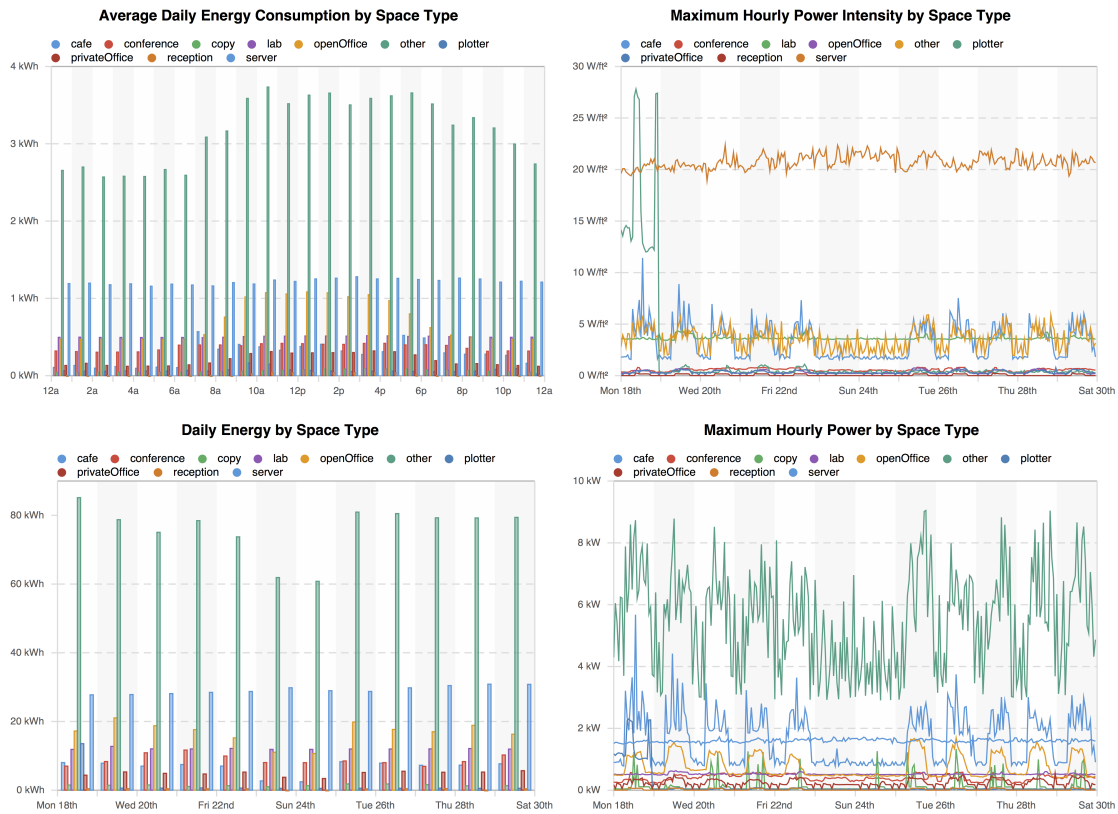 Average Daily Energy Consumption by Space Type
cafe conference copy lab openOffice other plotter
privateOffice reception server
4 kWh
3 kWh
2 kWh
1 kWh
0 kWh
12a 2a 4a 6a 8a 10a 12p 2p 4p 6p 8p 10p 12a
Maximum Hourly Power Intensity by Space Type
cafe conference lab openOffice other plotter
privateOffice reception server
30 W/ft²
25 W/ft²
20 W/ft²
15 W/ft²
10 W/ft²
5 W/ft²
0 W/ft²
Mon 18th Wed 20th Fri 22nd Sun 24th Tue 26th Thu 28th Sat 30th
Daily Energy by Space Type
cafe conference copy lab openOffice other plotter
privateOffice reception server
80 kWh
60 kWh
40 kWh
20 kWh
0 kWh
Mon 18th Wed 20th Fri 22nd Sun 24th Tue 26th Thu 28th Sat 30th
Maximum Hourly Power by Space Type
cafe conference copy lab openOffice other plotter
privateOffice reception server
10 kW
8 kW
6 kW
4 kW
2 kW
0 kW
Mon 18th Wed 20th Fri 22nd Sun 24th Tue 26th Thu 28th Sat 30th